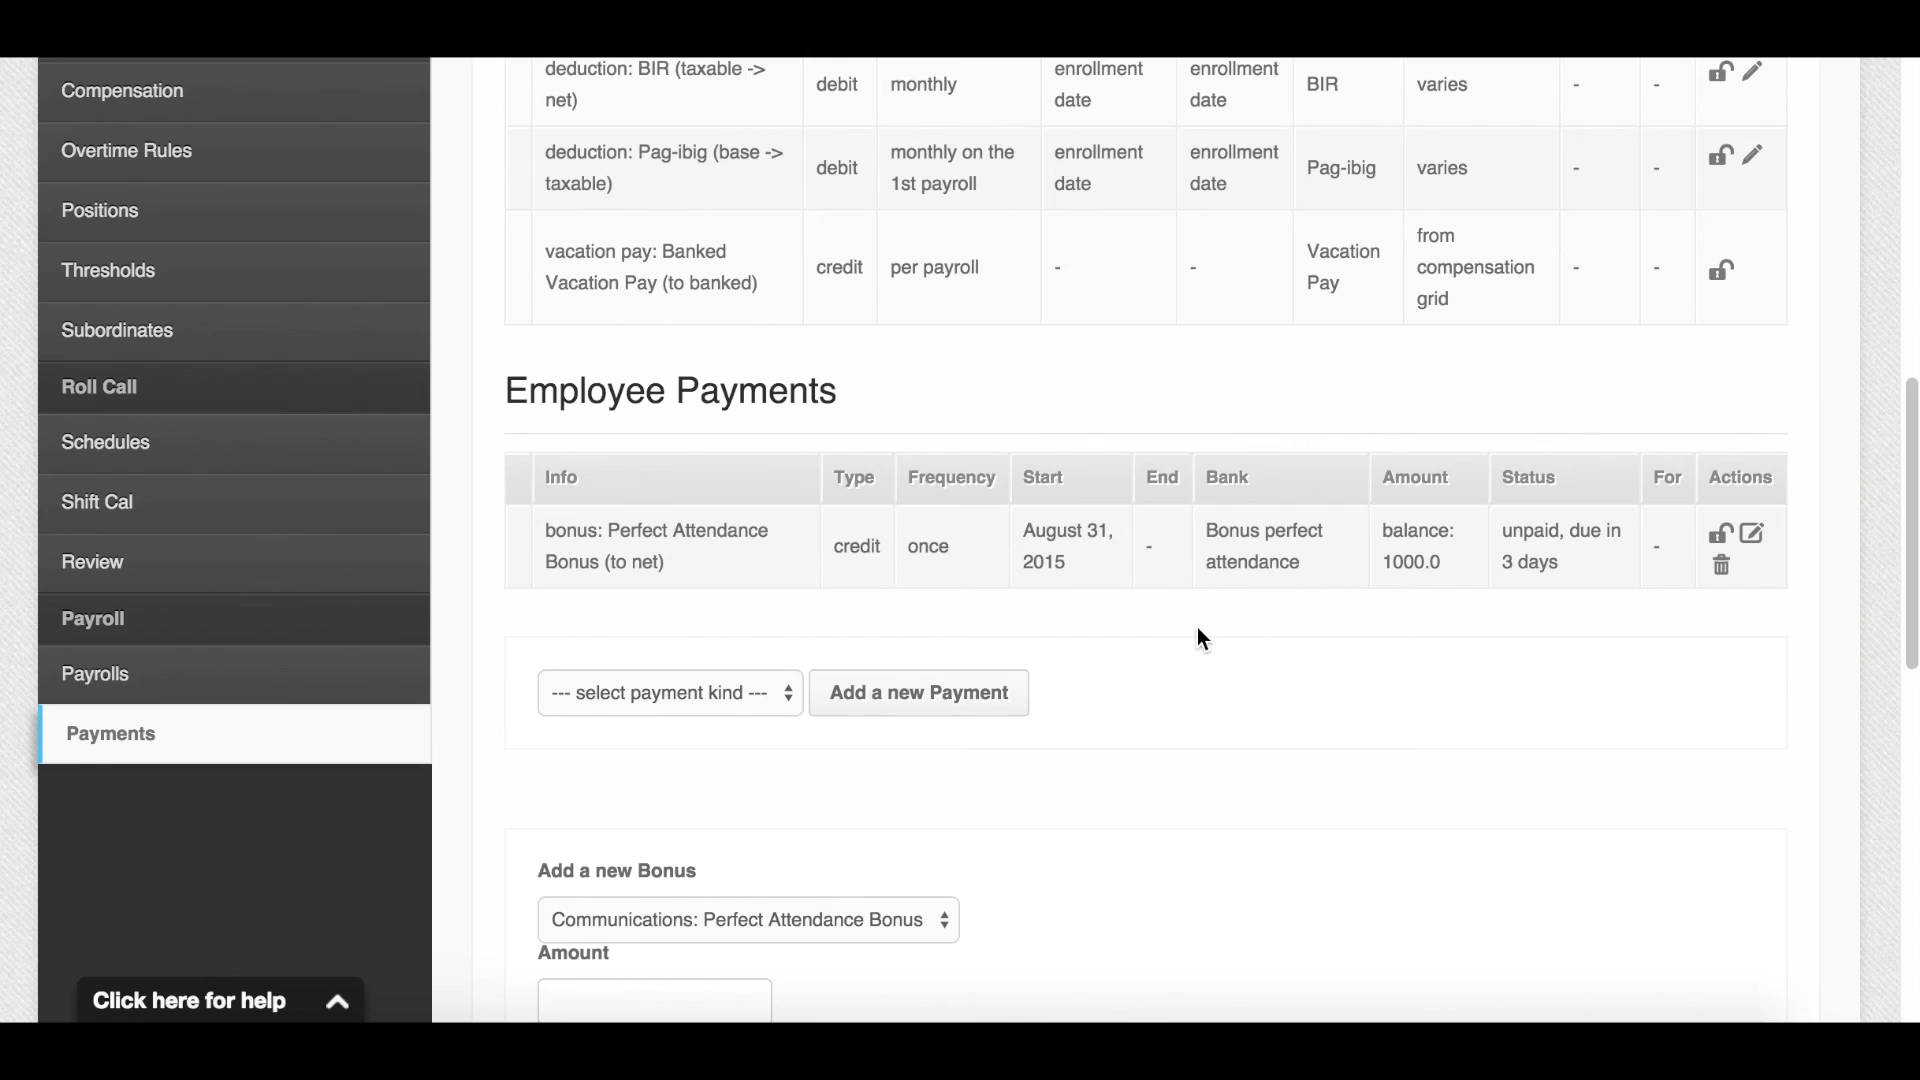 Compensation
Overtime Rules
Positions
Thresholds
Subordinates
Roll Call
Schedules
Shift Cal
Review
Payroll
Payrolls
Payments
Click here for help
deduction: BIR (taxable ->
net)
debit
monthly
enrollment
date
enrollment
date
BIR
varies
-
-
deduction: Pag-ibig (base ->
taxable)
debit
monthly on the
1st payroll
enrollment
date
enrollment
date
Pag-ibig
varies
-
-
vacation pay: Banked
Vacation Pay (to banked)
credit
per payroll
-
-
Vacation
Pay
from
compensation
grid
-
-
Employee Payments
Info
Type
Frequency
Start
End
Bank
Amount
Status
For
Actions
bonus: Perfect Attendance
Bonus (to net)
credit
once
August 31,
2015
-
Bonus perfect
attendance
balance:
1000.0
unpaid, due in
3 days
-
--- select payment kind ---
Add a new Payment
Add a new Bonus
Communications: Perfect Attendance Bonus
Amount